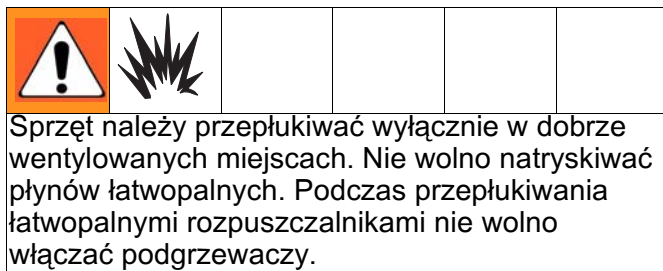 Sprzęt należy przepłukiwać wyłącznie w dobrze
wentylowanych miejscach. Nie wolno natryskiwać
płynów łatwopalnych. Podczas przepłukiwania
łatwopalnymi rozpuszczalnikami nie wolno
włączać podgrzewaczy.